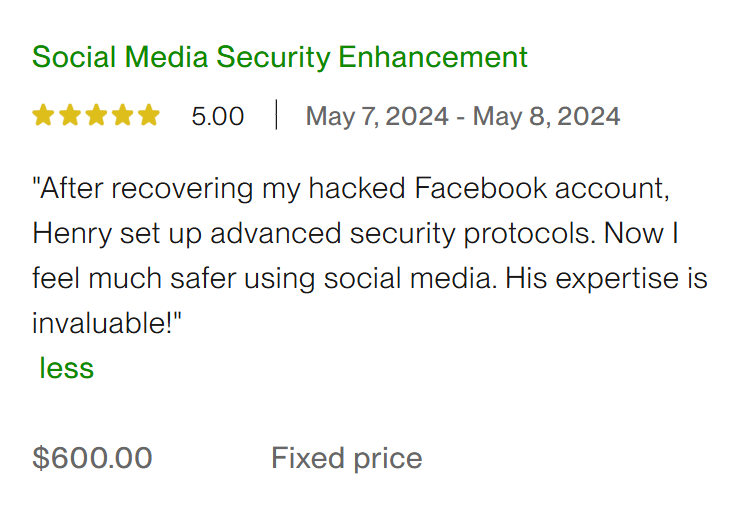 Social Media Security Enhancement
5.00 | May 7, 2024 - May 8, 2024
"After recovering my hacked Facebook account,
Henry set up advanced security protocols. Now I
feel much safer using social media. His expertise is
invaluable!"
less
$600.00 Fixed price